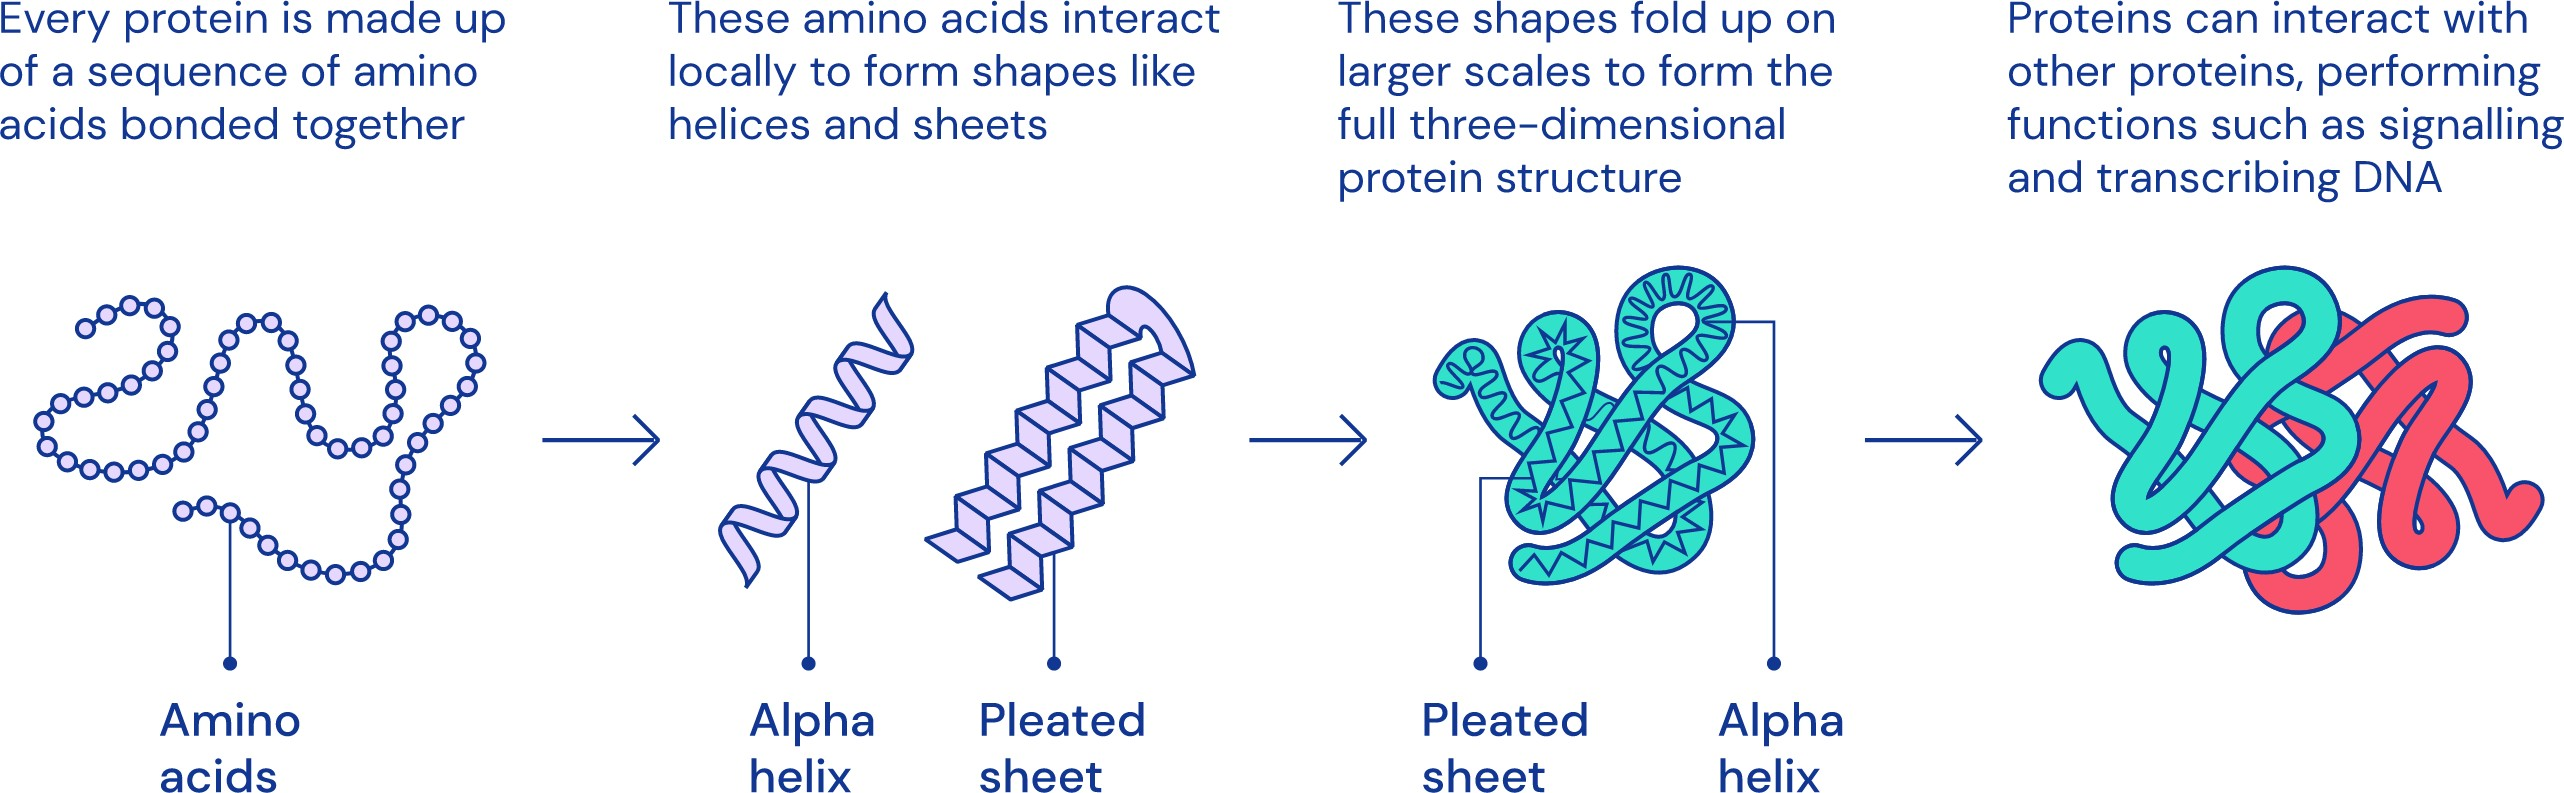 Every protein is made up
of a sequence of amino
acids bonded together
These amino acids interact
locally to form shapes like
helices and sheets
These shapes fold up on
larger scales to form the
full three-dimensional
protein structure
Proteins can interact with
other proteins, performing
functions such as signalling
and transcribing DNA
Amino
acids
Alpha
helix
Pleated
sheet
Pleated
sheet
Alpha
helix